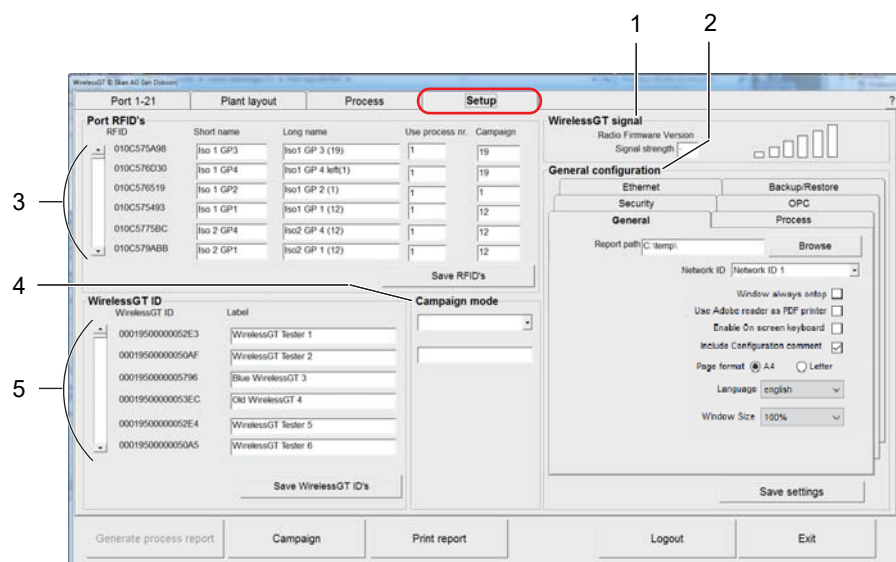 1 2
WirelessGT © Skan AG (Ian Dobson)
Port 1-21 Plant layout Process Setup ?
Port RFID's
RFID Short name Long name Use process nr. Campaign
010C575A98 Iso 1 GP3 Iso1 GP 3 (19) 1 19
010C576D30 Iso 1 GP4 Iso1 GP 4 left(1) 1 19
010C576519 Iso 1 GP2 Iso1 GP 2 (1) 1 1
010C575493 Iso 1 GP1 Iso1 GP 1 (12) 1 12
010C5775BC Iso 2 GP4 Iso2 GP 4 (12) 1 12
010C579ABB Iso 2 GP1 Iso2 GP 1 (12) 1 12
Save RFID's
3
4
WirelessGT ID
WirelessGT ID Label
00019500000052E3 WirelessGT Tester 1
00019500000050AF WirelessGT Tester 2
0001950000005796 Blue WirelessGT 3
00019500000053EC Old WirelessGT 4
00019500000052E4 WirelessGT Tester 5
00019500000050A5 WirelessGT Tester 6
Save WirelessGT ID's
5
Campaign mode
WirelessGT signal
Radio Firmware Version
Signal strength -
General configuration
Ethernet Backup/Restore
Security OPC
General Process
Report path C:\temp\ Browse
Network ID Network ID 1
Window always ontop
Use Adobe reader as PDF printer
Enable On screen keyboard
Include Configuration comment
Page format A4 Letter
Language english
Window Size 100%
Save settings
Generate process report Campaign Print report Logout Exit